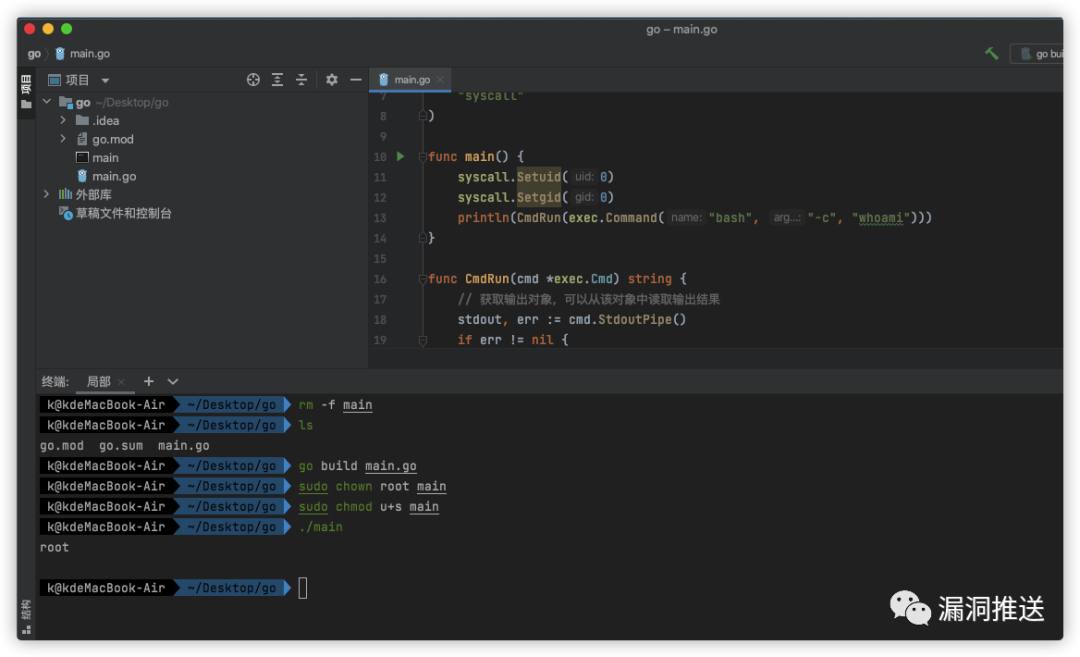 go – main.go
go 〉 main.go
go bui
项目
项目
main.go ×
go ~/Desktop/go
.idea
go.mod
main
main.go
外部库
草稿文件和控制台
7 "syscall"
8 )
9
10 func main() {
11 syscall.Setuid( uid: 0)
12 syscall.Setgid( gid: 0)
13 println(CmdRun(exec.Command( name: "bash", arg...: "-c", "whoami")))
14 }
15
16 func CmdRun(cmd *exec.Cmd) string {
17 // 获取输出对象，可以从该对象中读取输出结果
18 stdout, err := cmd.StdoutPipe()
19 if err != nil {
终端: 局部 × +
k@kdeMacBook-Air ~/Desktop/go rm -f main
k@kdeMacBook-Air ~/Desktop/go ls
go.mod go.sum main.go
k@kdeMacBook-Air ~/Desktop/go go build main.go
k@kdeMacBook-Air ~/Desktop/go sudo chown root main
k@kdeMacBook-Air ~/Desktop/go sudo chmod u+s main
k@kdeMacBook-Air ~/Desktop/go ./main
root
k@kdeMacBook-Air ~/Desktop/go
结构
漏洞推送